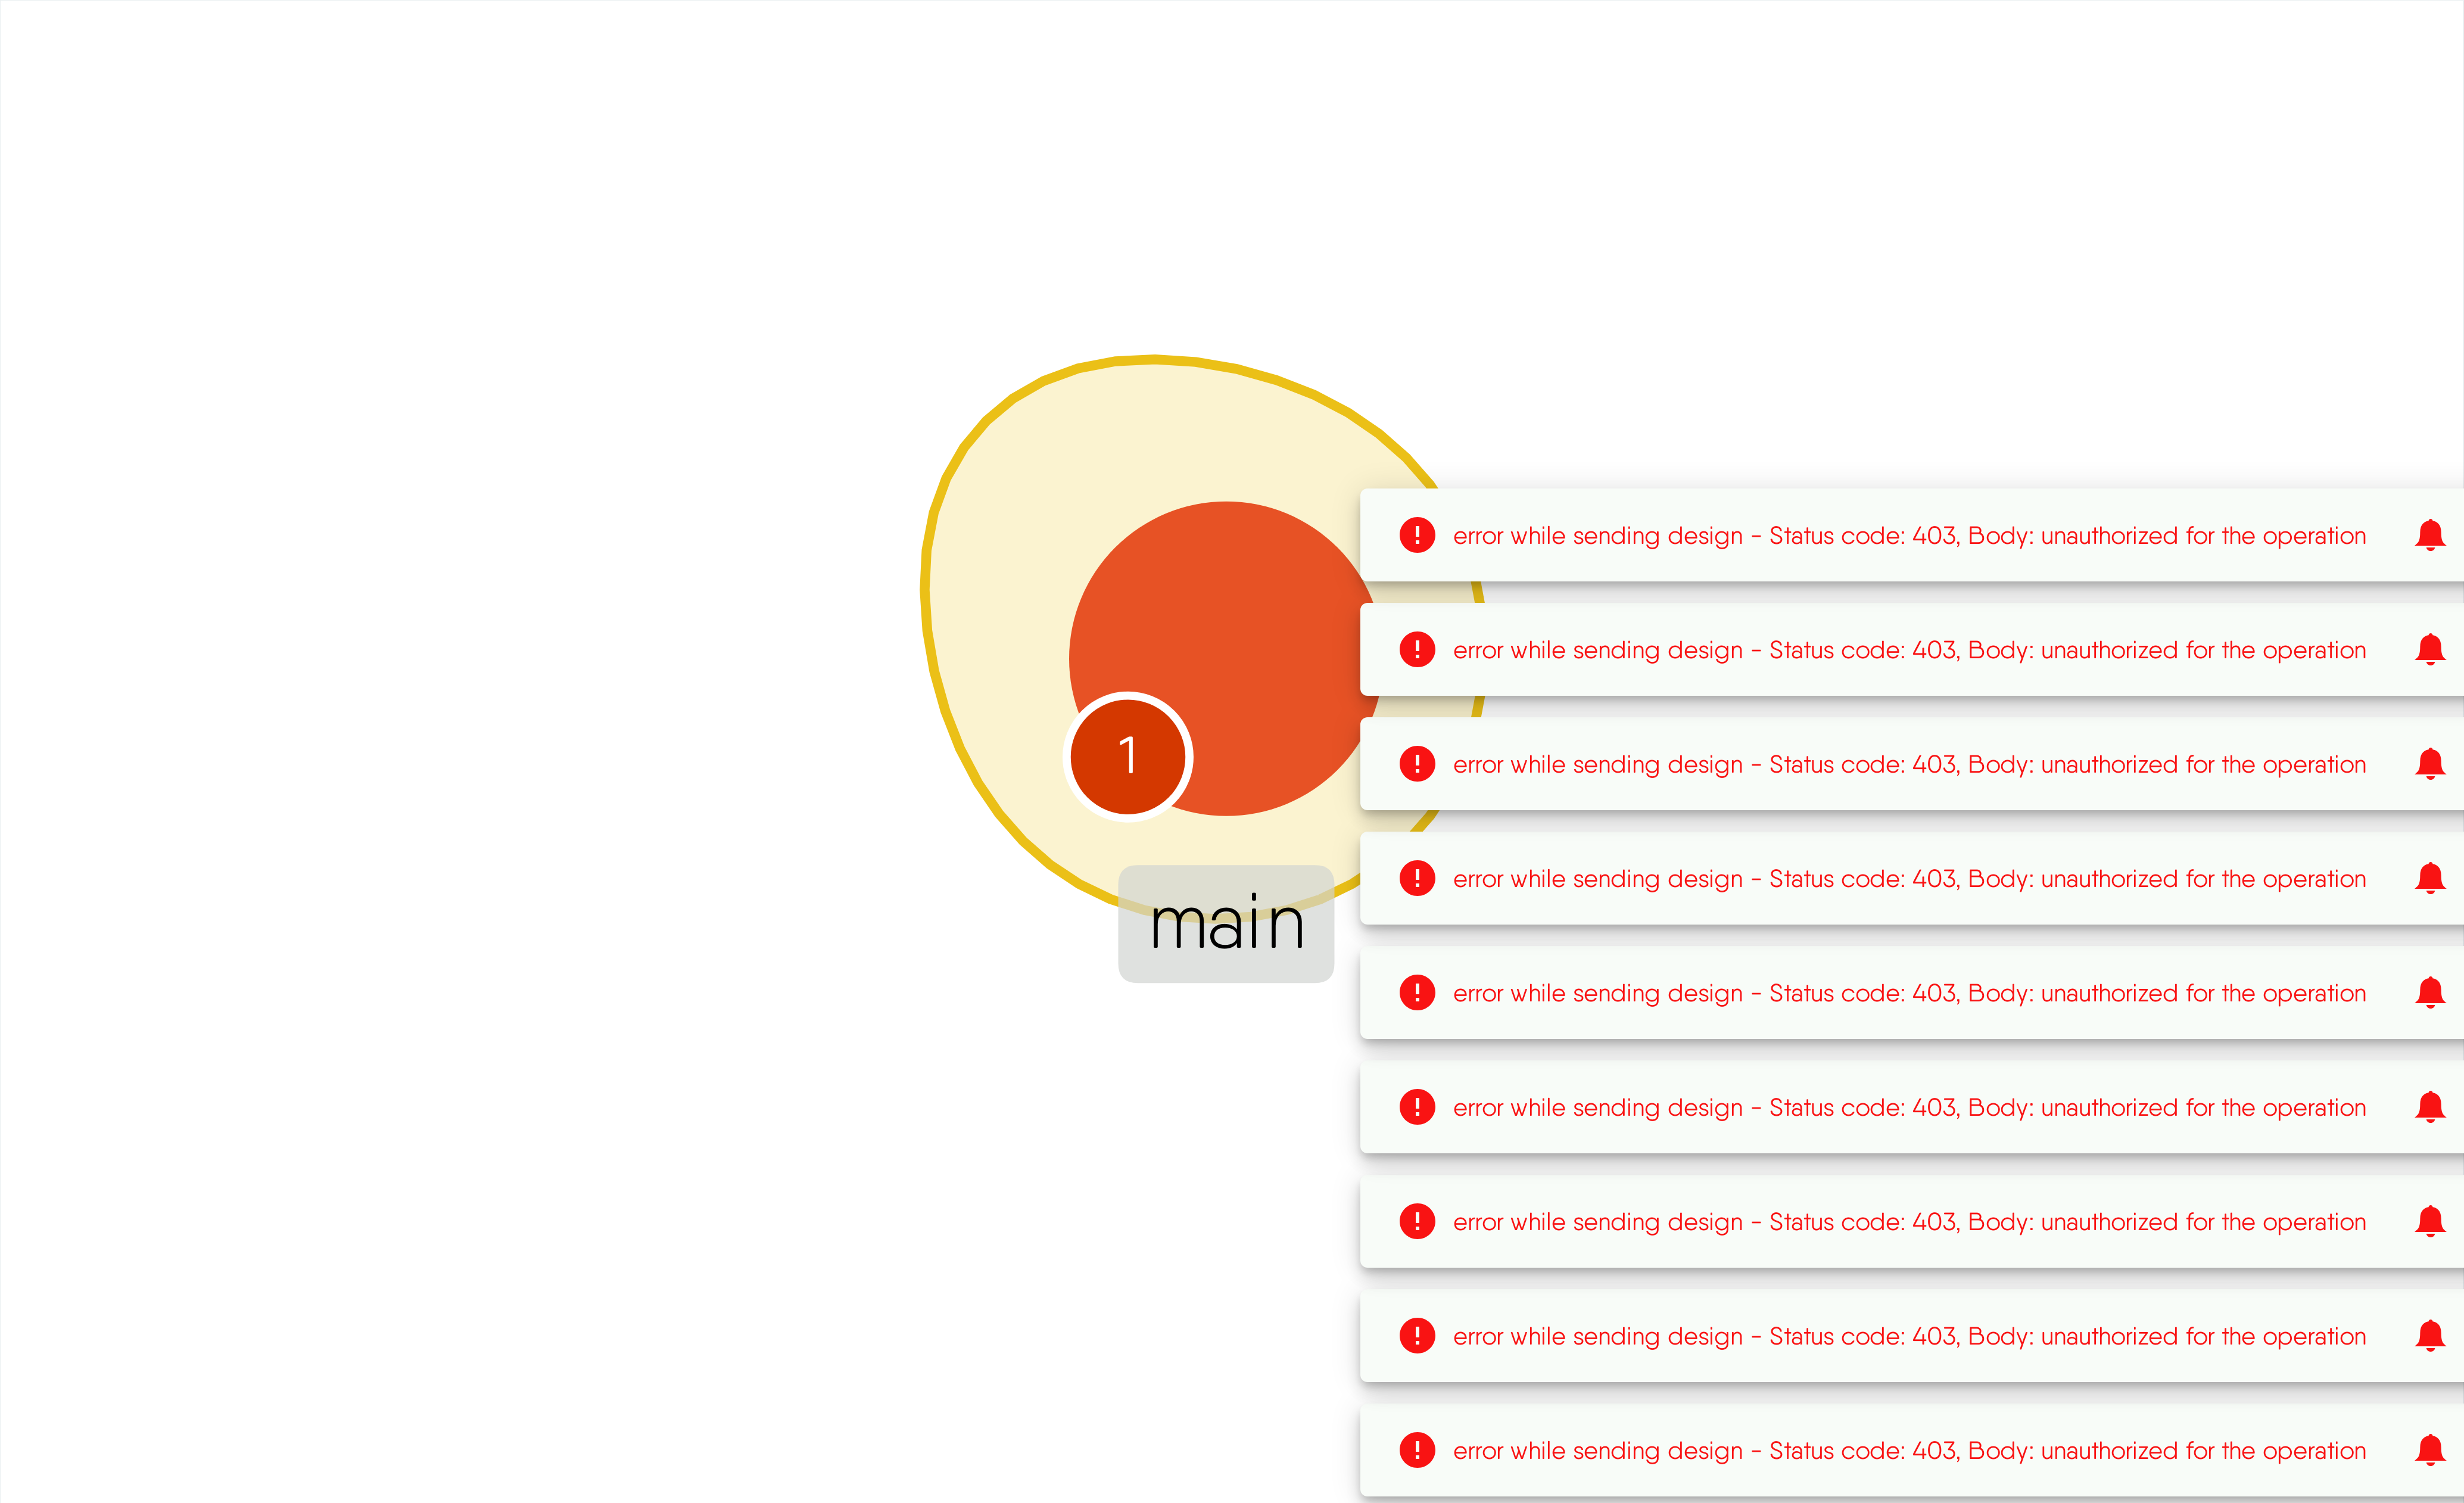 error while sending design - Status code: 403, Body: unauthorized for the operation
error while sending design - Status code: 403, Body: unauthorized for the operation
1
error while sending design - Status code: 403, Body: unauthorized for the operation
error while sending design - Status code: 403, Body: unauthorized for the operation
main
error while sending design - Status code: 403, Body: unauthorized for the operation
error while sending design - Status code: 403, Body: unauthorized for the operation
error while sending design - Status code: 403, Body: unauthorized for the operation
error while sending design - Status code: 403, Body: unauthorized for the operation
error while sending design - Status code: 403, Body: unauthorized for the operation